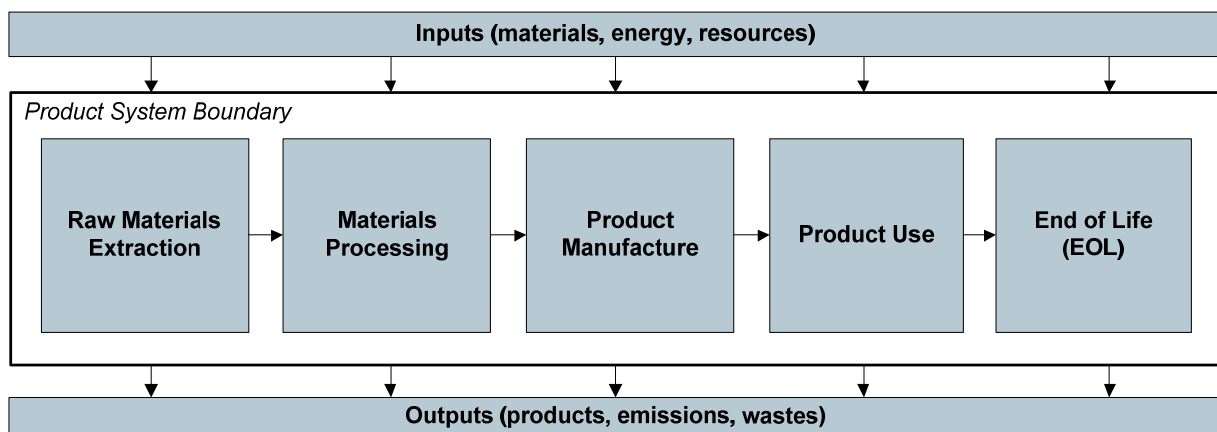 Inputs (materials, energy, resources)
Product System Boundary
Raw Materials
Extraction
Materials
Processing
Product
Manufacture
Product Use
End of Life
(EOL)
Outputs (products, emissions, wastes)